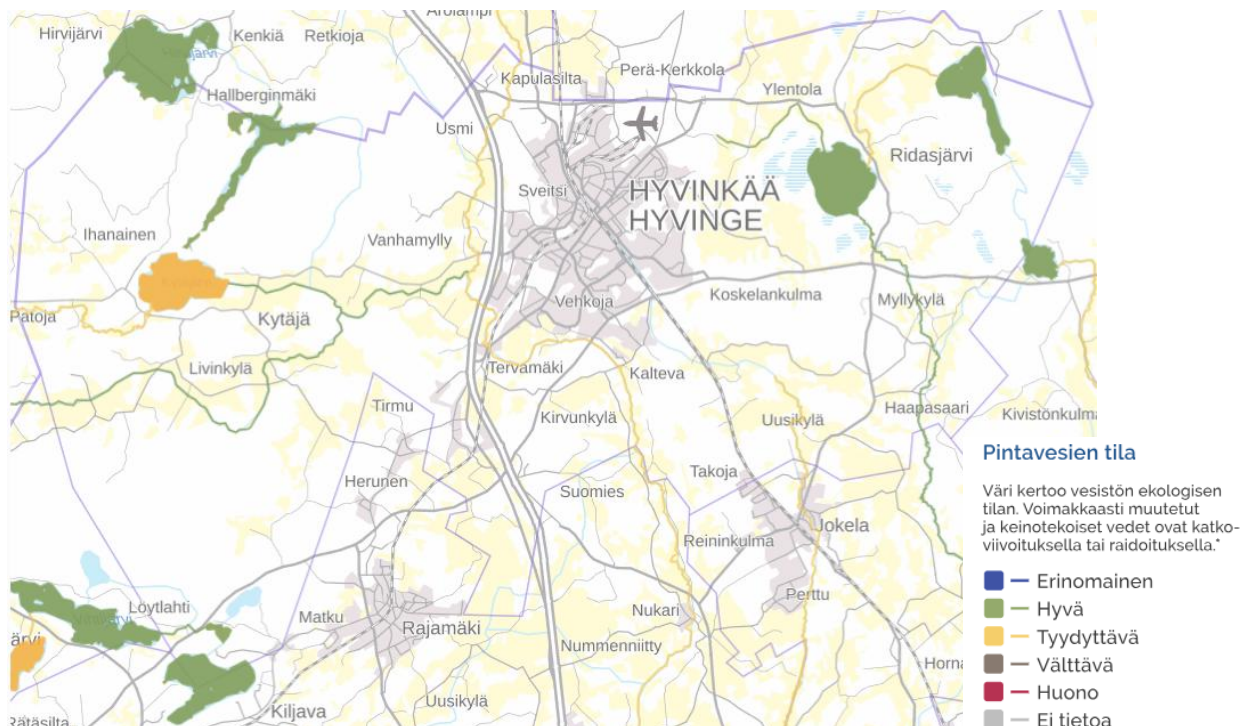 Arolampi
Hirvijärvi
Kenkiä
Retkioja
Kapulasilta
Perä-Kerkkola
Ylentola
Hallberginmäki
Usmi
Ridasjärvi
Sveitsi
HYVINKÄÄ
HYVINGE
Ihanainen
Vanhamylly
Patoja
Kytäjä
Vehkoja
Koskelankulma
Myllykylä
Livinkylä
Tervamäki
Kalteva
Tirmu
Kirvunkylä
Uusikylä
Haapasaari
Kivistönkulma
Herunen
Suomies
Takoja
Jokela
Reininkulma
Löytlahti
Matku
Rajamäki
Nukari
Perttu
järvi
Nummenniitty
Uusikylä
Kiljava
Rätäsilta
Horna
Pintavesien tila
Väri kertoo vesistön ekologisen
tilan. Voimakkaasti muutetut
ja keinotekoiset vedet ovat katko-
viivoituksella tai raidoituksella.*
Erinomainen
Hyvä
Tyydyttävä
Välttävä
Huono
Ei tietoa